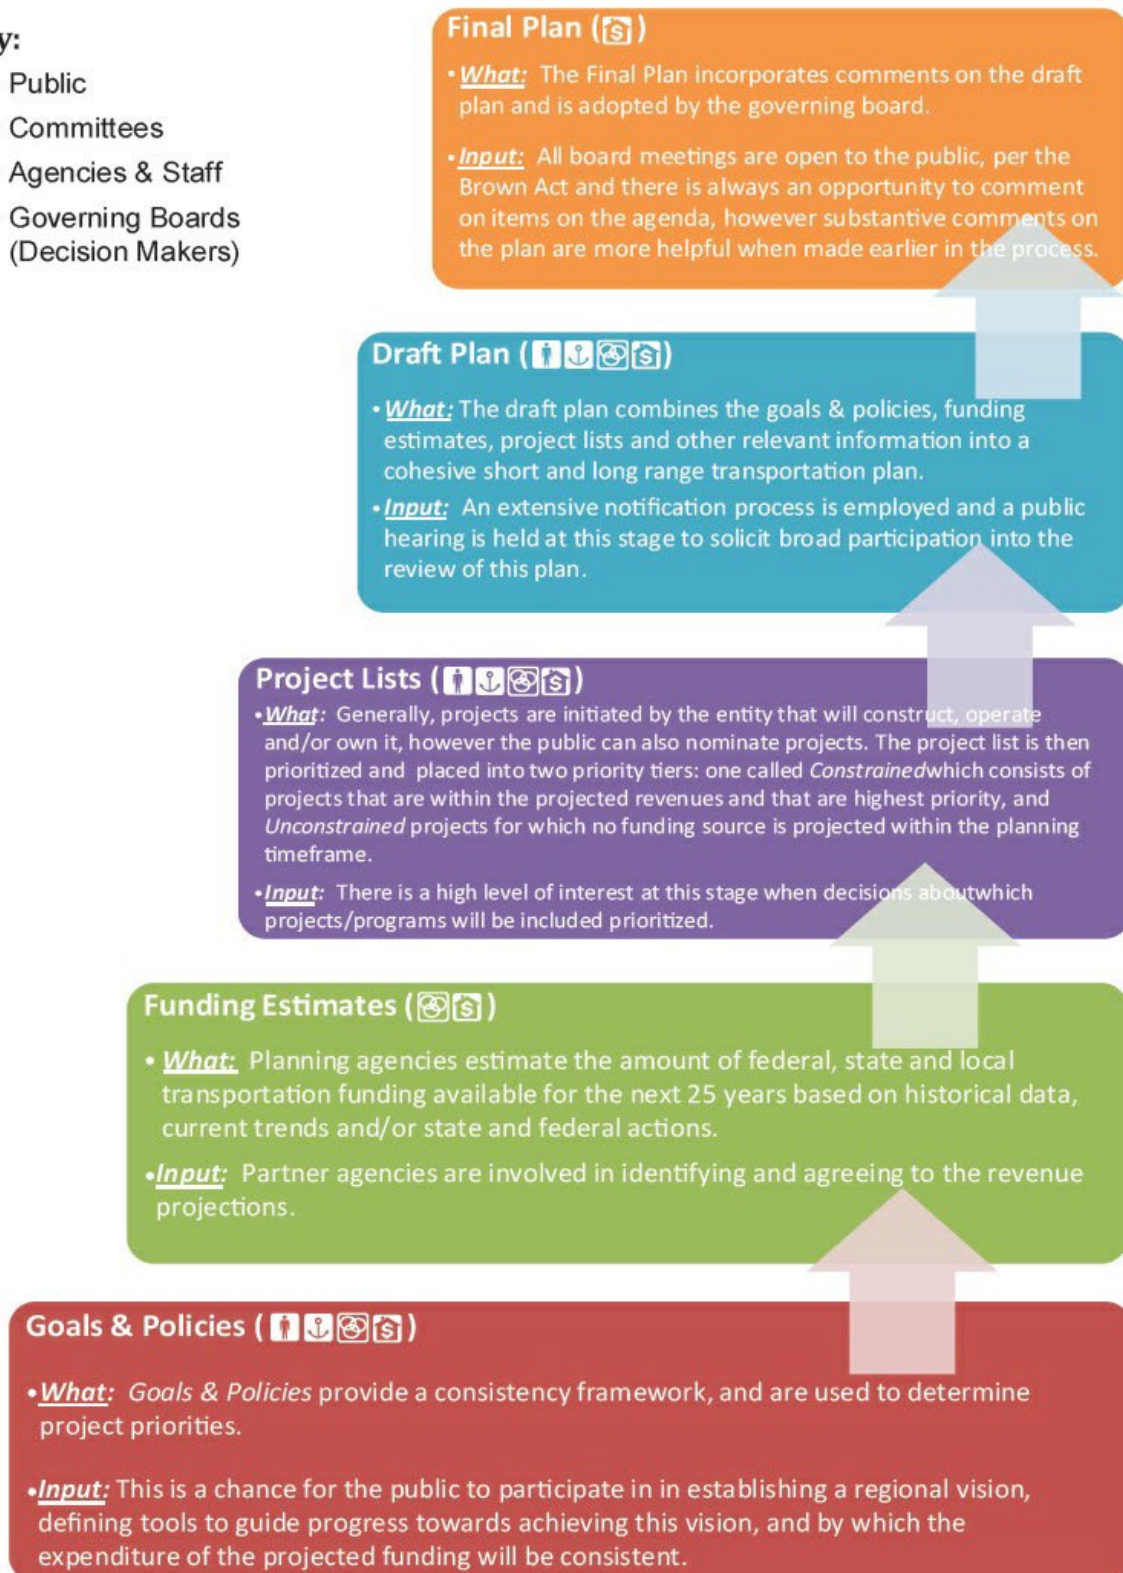 y:
Public
Committees
Agencies & Staff
Governing Boards
(Decision Makers)
Final Plan ( $ )
• What: The Final Plan incorporates comments on the draft
plan and is adopted by the governing board.
• Input: All board meetings are open to the public, per the
Brown Act and there is always an opportunity to comment
on items on the agenda, however substantive comments on
the plan are more helpful when made earlier in the process.
Draft Plan ( $ )
• What: The draft plan combines the goals & policies, funding
estimates, project lists and other relevant information into a
cohesive short and long range transportation plan.
• Input: An extensive notification process is employed and a public
hearing is held at this stage to solicit broad participation into the
review of this plan.
Project Lists ( $ )
• What: Generally, projects are initiated by the entity that will construct, operate
and/or own it, however the public can also nominate projects. The project list is then
prioritized and placed into two priority tiers: one called Constrainedwhich consists of
projects that are within the projected revenues and that are highest priority, and
Unconstrained projects for which no funding source is projected within the planning
timeframe.
• Input: There is a high level of interest at this stage when decisions aboutwhich
projects/programs will be included prioritized.
Funding Estimates ( $ )
• What: Planning agencies estimate the amount of federal, state and local
transportation funding available for the next 25 years based on historical data,
current trends and/or state and federal actions.
• Input: Partner agencies are involved in identifying and agreeing to the revenue
projections.
Goals & Policies ( $ )
• What: Goals & Policies provide a consistency framework, and are used to determine
project priorities.
• Input: This is a chance for the public to participate in in establishing a regional vision,
defining tools to guide progress towards achieving this vision, and by which the
expenditure of the projected funding will be consistent.